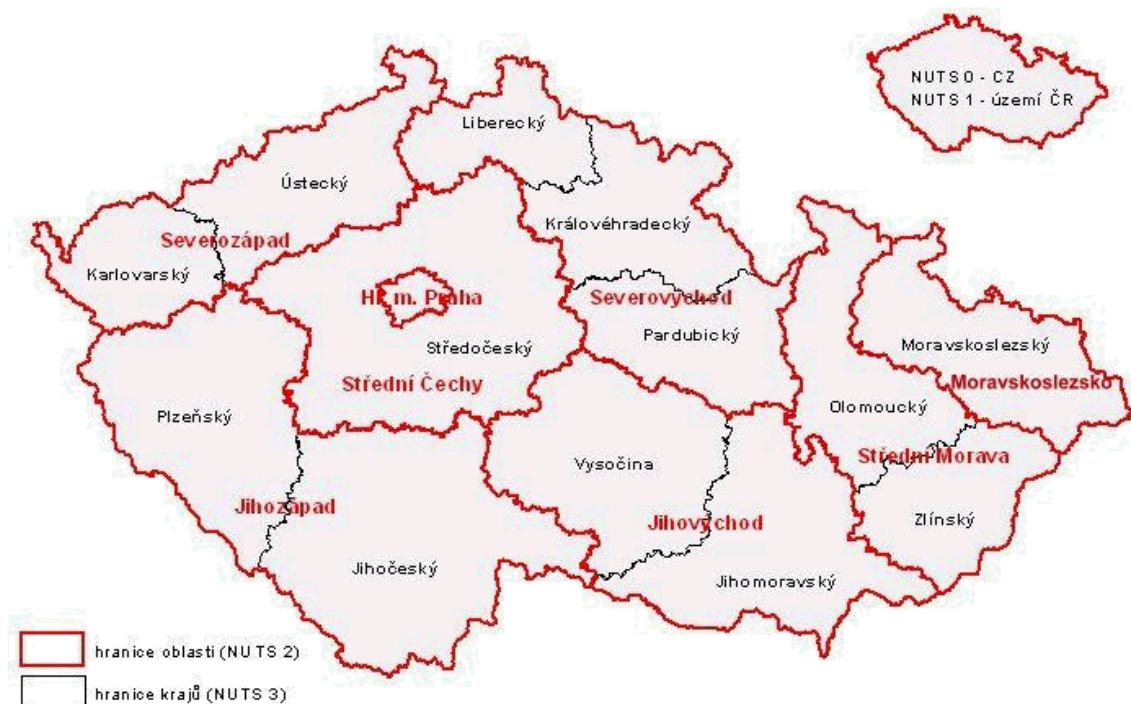 NUTS 0 - CZ
NUTS 1 - území ČR
Liberecký
Ústecký
Královéhradecký
Severozápad
Karlovarský
Hl. m. Praha
Severovýchod
Pardubický
Středočeský
Moravskoslezský
Střední Čechy
Moravskoslezsko
Plzeňský
Olomoucký
Vysočina
Střední Morava
Jihozápad
Jihovýchod
Zlínský
Jihočeský
Jihomoravský
hranice oblastí (NUTS 2)
hranice krajů (NUTS 3)